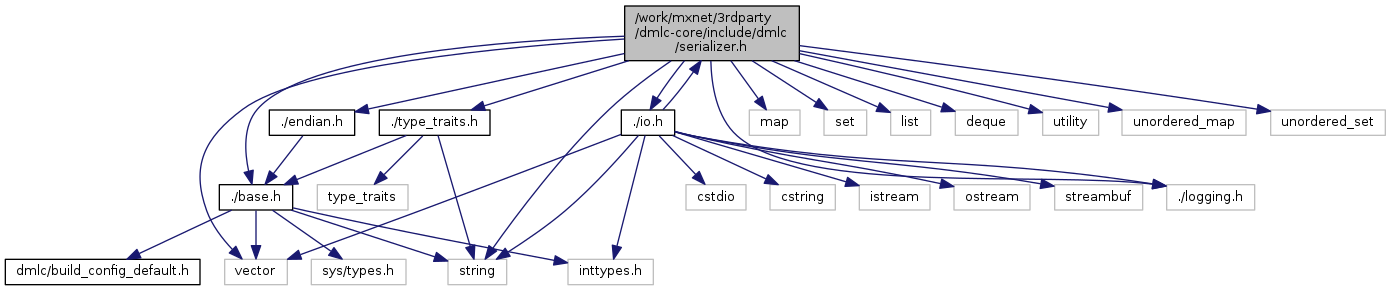 /work/mxnet/3rdparty
/dmlc-core/include/dmlc
/serializer.h
./endian.h
./type_traits.h
./io.h
map
set
list
deque
utility
unordered_map
unordered_set
./base.h
type_traits
cstdio
cstring
istream
ostream
streambuf
./logging.h
dmlc/build_config_default.h
vector
sys/types.h
string
inttypes.h